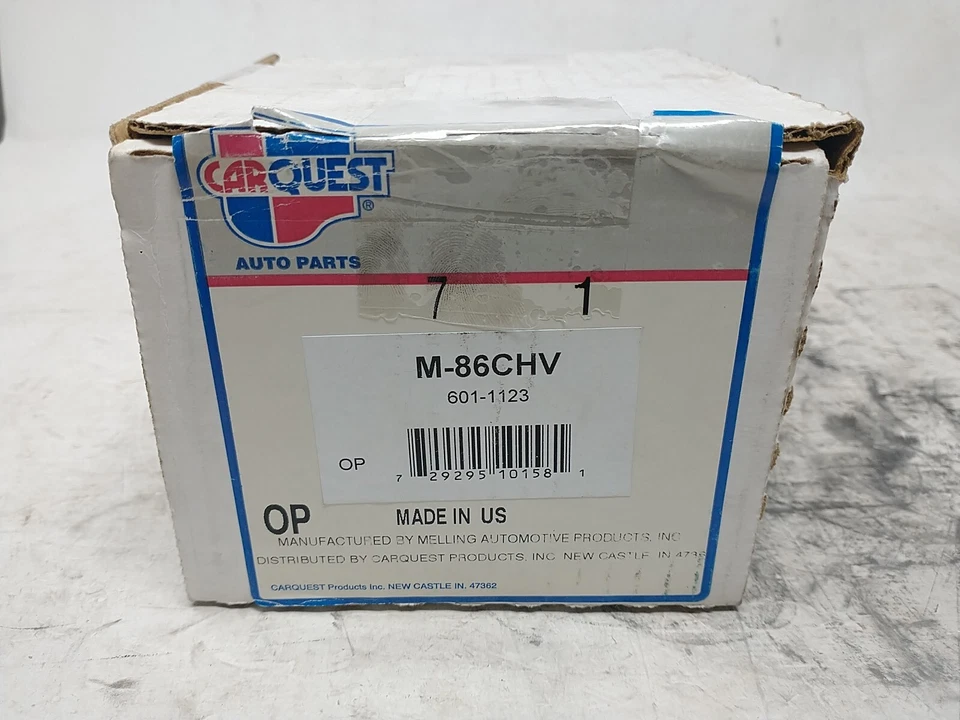 CARQUEST®
AUTO PARTS
7 1
M-86CHV
601-1123
OP
7 29295 10158 1
OP MADE IN US
MANUFACTURED BY MELLING AUTOMOTIVE PRODUCTS, INC
DISTRIBUTED BY CARQUEST PRODUCTS, INC. NEW CASTLE IN 4736
CARQUEST Products Inc. NEW CASTLE IN. 47362